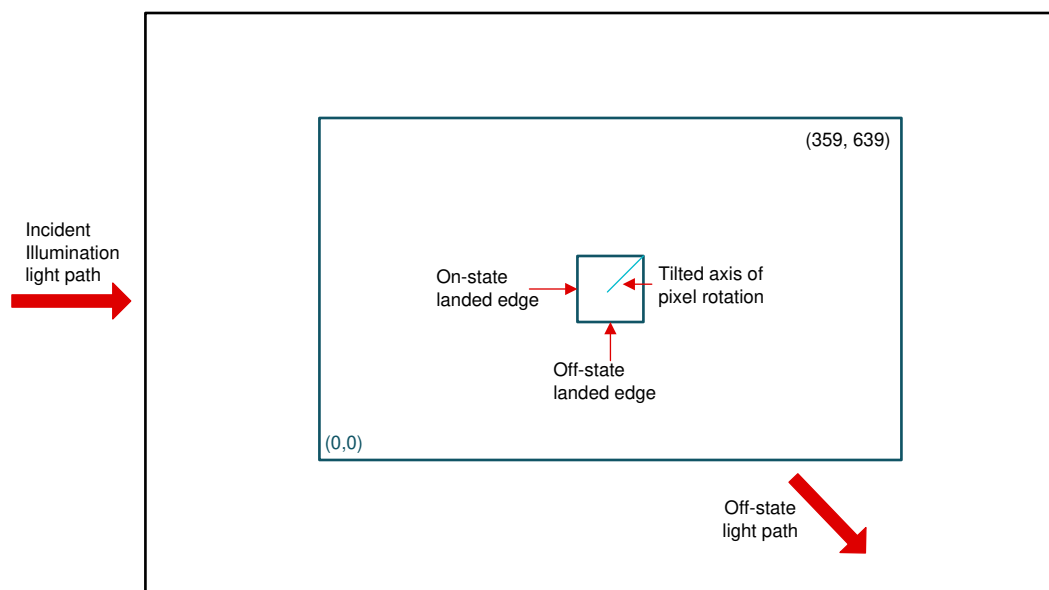 (359, 639)
Incident
Illumination
light path
On-state
landed edge
Tilted axis of
pixel rotation
Off-state
landed edge
(0,0)
Off-state
light path